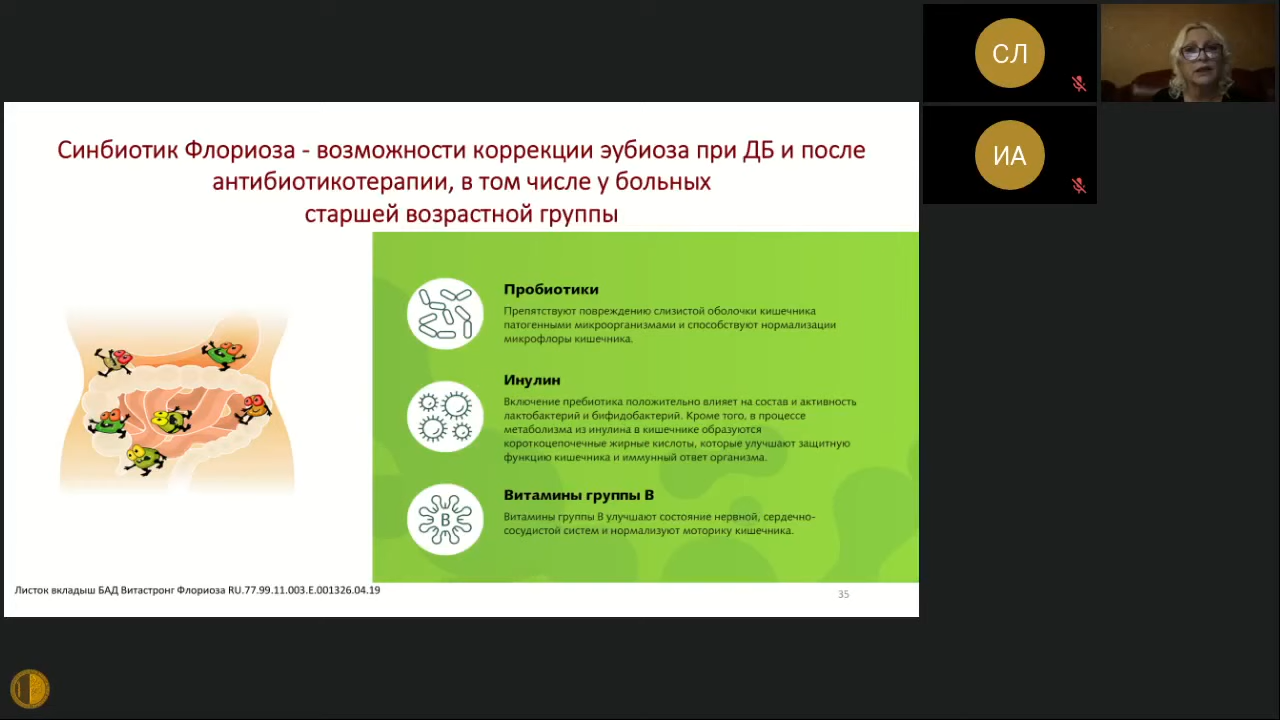 Синбиотик Флориоза - возможности коррекции эубиоза при ДБ и после
антибиотикотерапии, в том числе у больных
старшей возрастной группы
Пробиотики
Препятствуют повреждению слизистой оболочки кишечника
патогенными микроорганизмами и способствуют нормализации
микрофлоры кишечника.
Инулин
Включение пребиотика положительно влияет на состав и активность
лактобактерий и бифидобактерий. Кроме того, в процессе
метаболизма из инулина в кишечнике образуются
короткоцепочечные жирные кислоты, которые улучшают защитную
функцию кишечника и иммунный ответ организма.
B
Витамины группы В
Витамины группы В улучшают состояние нервной, сердечно-
сосудистой систем и нормализуют моторику кишечника.
Листок вкладыш БАД Витастронг Флориоза RU.77.99.11.003.E.001326.04.19
35
СЛ
ИА